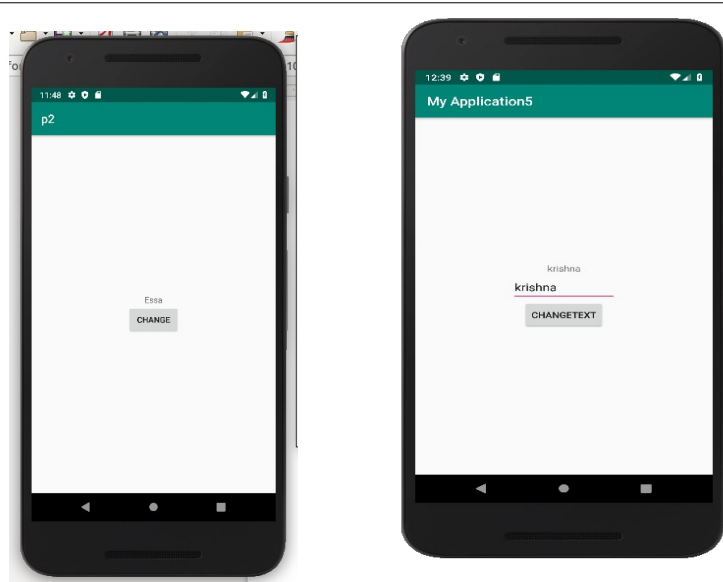 11:48
p2
Essa
CHANGE
12:39
My Application5
krishna
krishna
CHANGETEXT